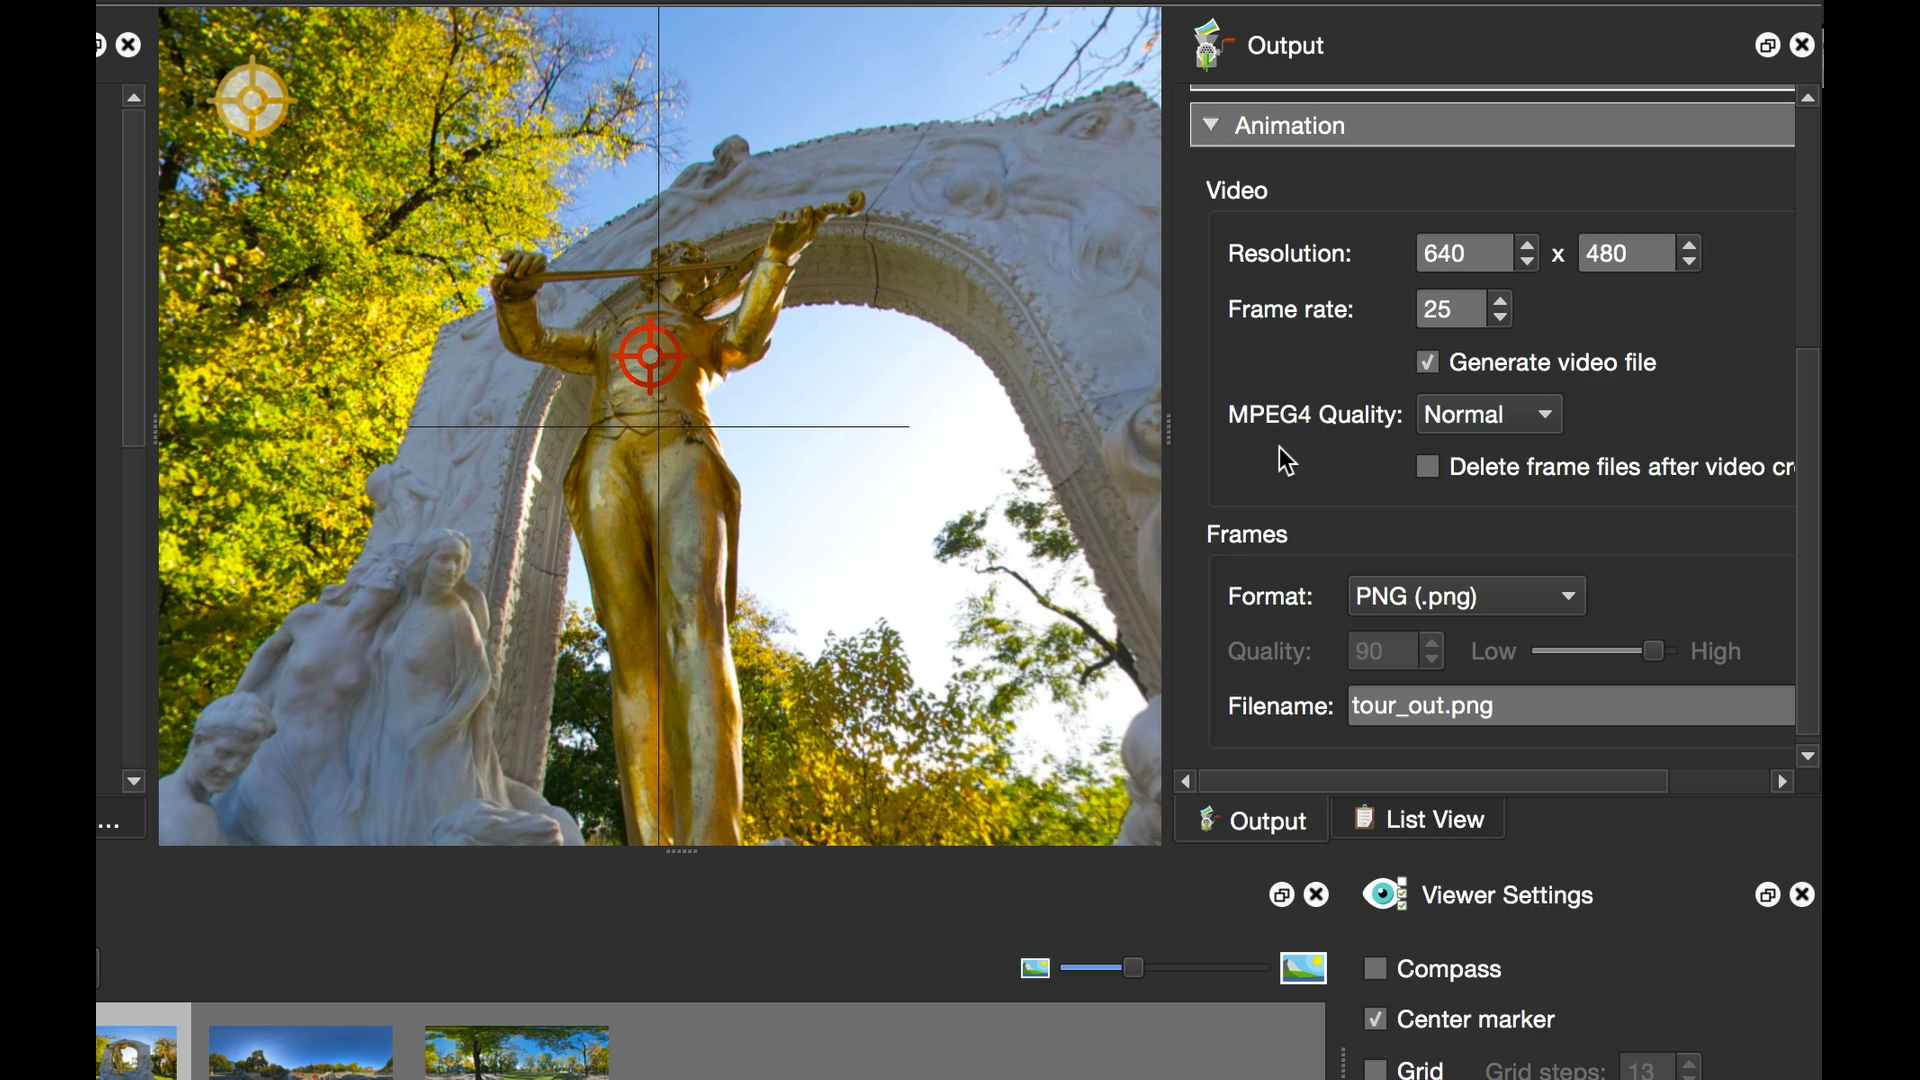 Output
Animation
Video
Resolution: 640 x 480
Frame rate: 25
Generate video file
MPEG4 Quality: Normal
Delete frame files after video cr
Frames
Format: PNG (.png)
Quality: 90 Low High
Filename: tour_out.png
...
Output List View
Viewer Settings
Compass
Center marker
Grid Grid steps: 13